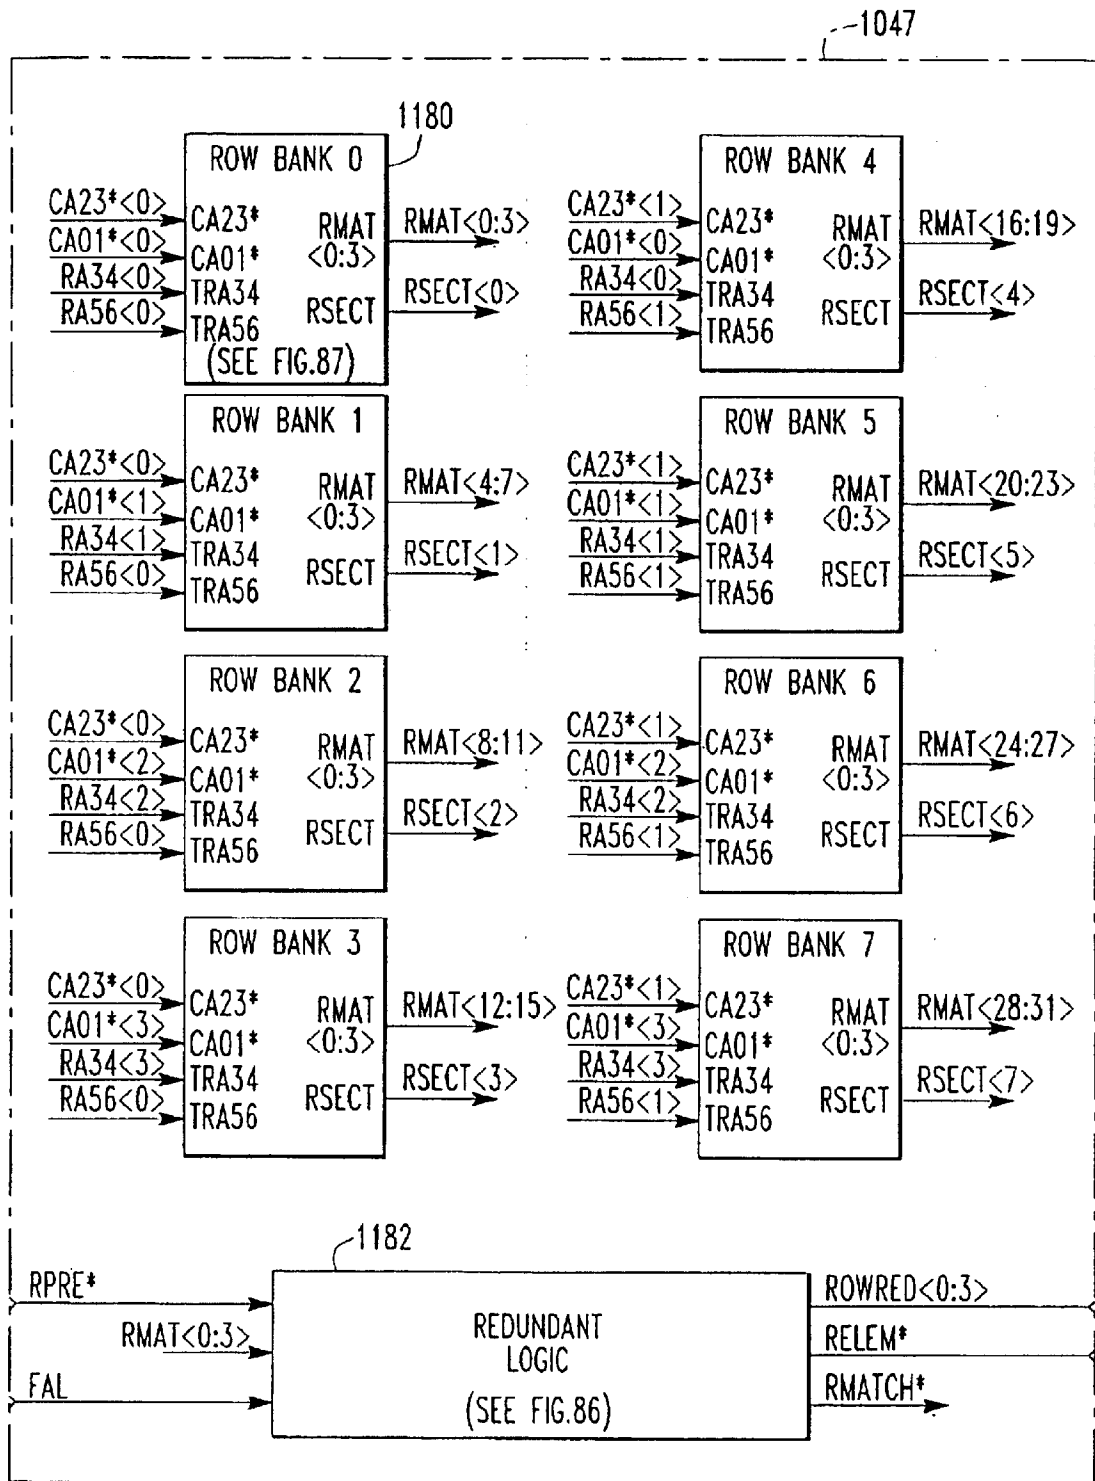 1047
1180
ROW BANK 0
CA23*<0>
CA01*<0>
RA34<0>
RA56<0>
CA23*
CA01*
TRA34
TRA56
RMAT
<0:3>
RSECT
(SEE FIG.87)
RMAT<0:3>
RSECT<0>
ROW BANK 4
CA23*<1>
CA01*<0>
RA34<0>
RA56<1>
CA23*
CA01*
TRA34
TRA56
RMAT
<0:3>
RSECT
RMAT<16:19>
RSECT<4>
ROW BANK 1
CA23*<0>
CA01*<1>
RA34<1>
RA56<0>
CA23*
CA01*
TRA34
TRA56
RMAT
<0:3>
RSECT
RMAT<4:7>
RSECT<1>
ROW BANK 5
CA23*<1>
CA01*<1>
RA34<1>
RA56<1>
CA23*
CA01*
TRA34
TRA56
RMAT
<0:3>
RSECT
RMAT<20:23>
RSECT<5>
ROW BANK 2
CA23*<0>
CA01*<2>
RA34<2>
RA56<0>
CA23*
CA01*
TRA34
TRA56
RMAT
<0:3>
RSECT
RMAT<8:11>
RSECT<2>
ROW BANK 6
CA23*<1>
CA01*<2>
RA34<2>
RA56<1>
CA23*
CA01*
TRA34
TRA56
RMAT
<0:3>
RSECT
RMAT<24:27>
RSECT<6>
ROW BANK 3
CA23*<0>
CA01*<3>
RA34<3>
RA56<0>
CA23*
CA01*
TRA34
TRA56
RMAT
<0:3>
RSECT
RMAT<12:15>
RSECT<3>
ROW BANK 7
CA23*<1>
CA01*<3>
RA34<3>
RA56<1>
CA23*
CA01*
TRA34
TRA56
RMAT
<0:3>
RSECT
RMAT<28:31>
RSECT<7>
1182
RPRE*
RMAT<0:3>
FAL
REDUNDANT
LOGIC
(SEE FIG.86)
ROWRED<0:3>
RELEM*
RMATCH*